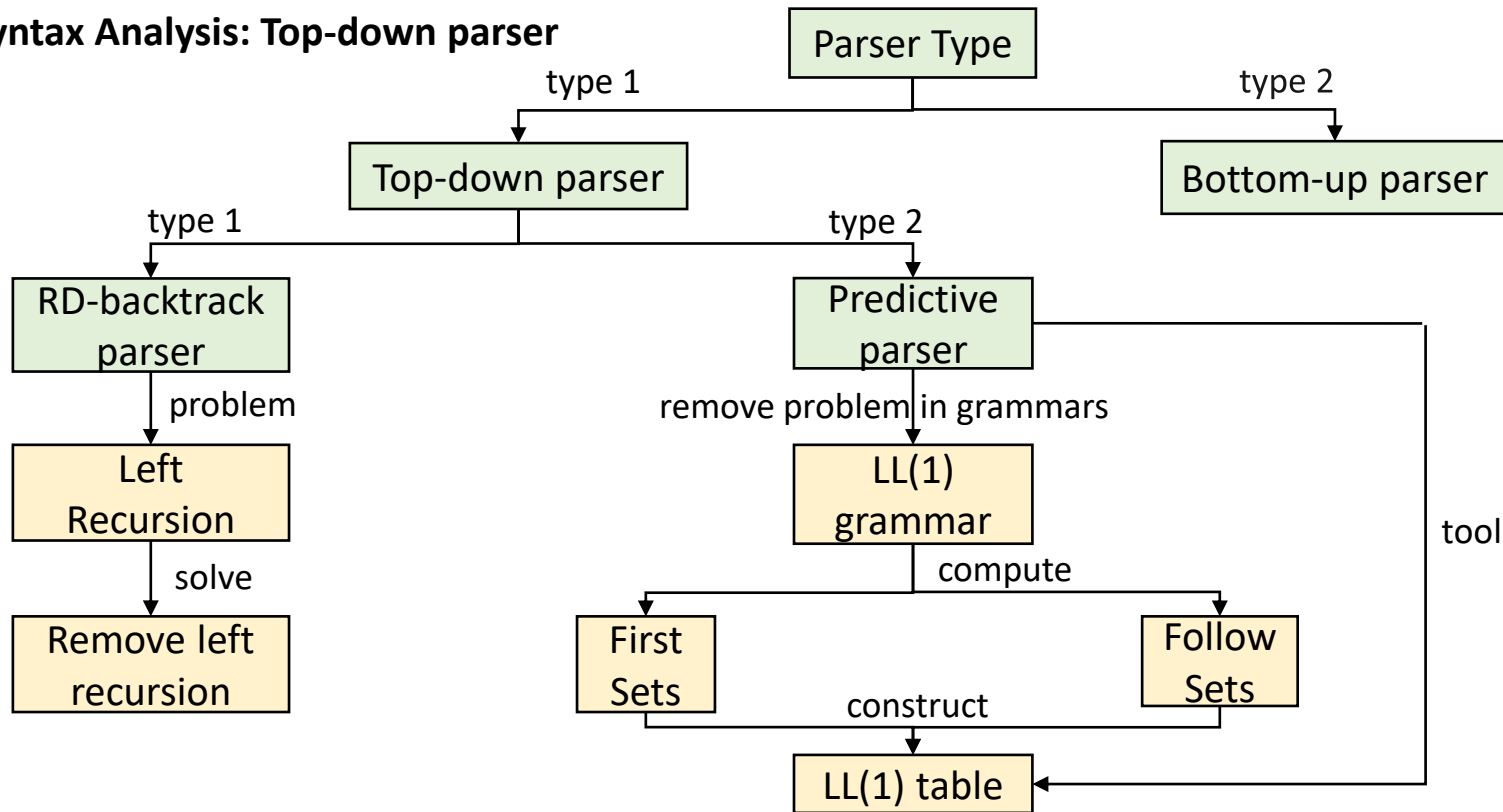 yntax Analysis: Top-down parser
Parser Type
type 1
type 2
Top-down parser
Bottom-up parser
type 1
type 2
RD-backtrack
parser
Predictive
parser
problem
remove problem in grammars
Left
Recursion
LL(1)
grammar
tool
solve
compute
Remove left
recursion
First
Sets
Follow
Sets
construct
LL(1) table